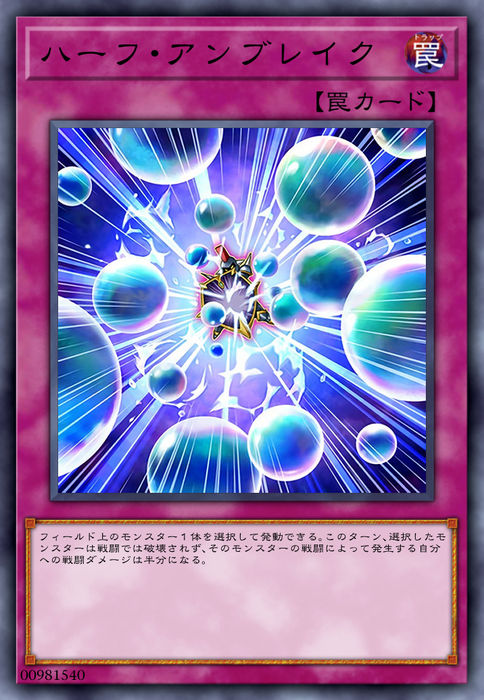 ハーフ・アンブレイク
トラップ
罠
【罠カード】
フィールド上のモンスター１体を選択して発動できる。このターン、選択したモ
ンスターは戦闘では破壊されず、そのモンスターの戦闘によって発生する自分
への戦闘ダメージは半分になる。
00981540